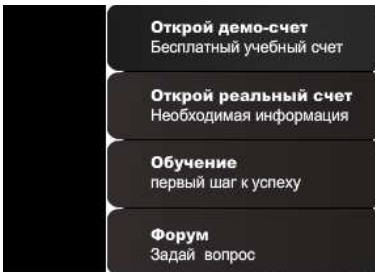 Открой демо-счет
Бесплатный учебный счет
Открой реальный счет
Необходимая информация
Обучение
первый шаг к успеху
Форум
Задай вопрос